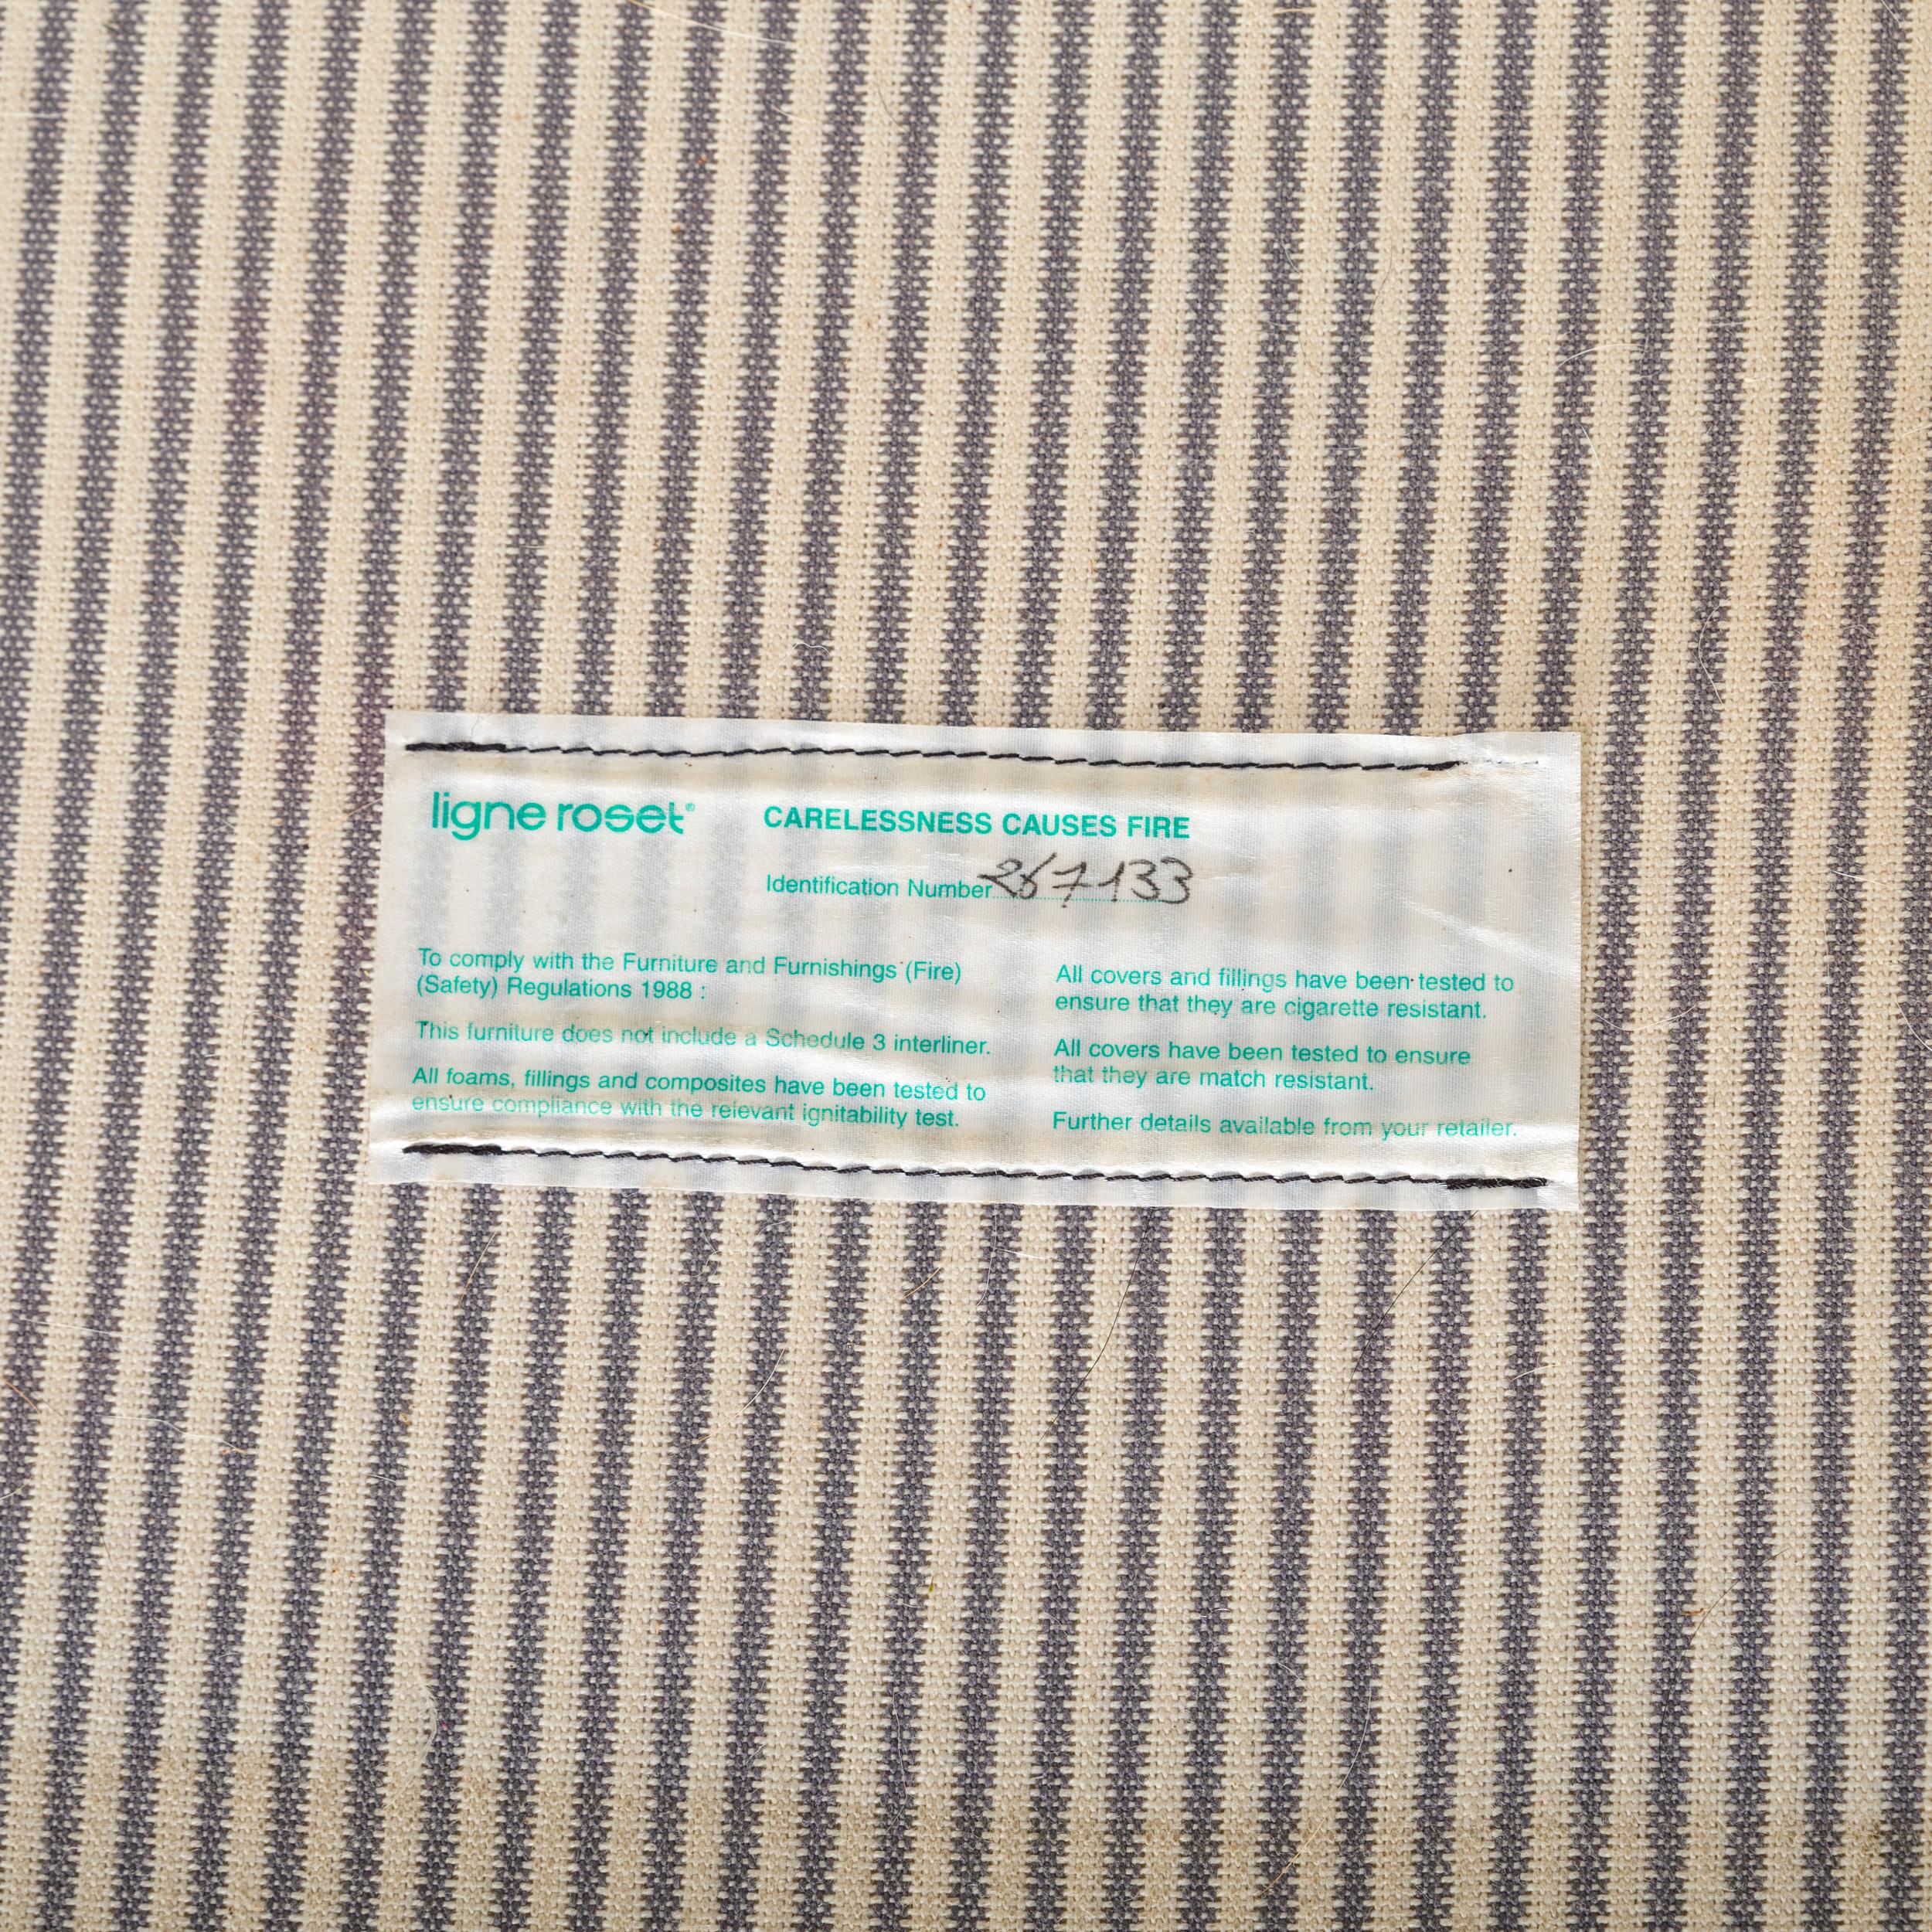 ligne roset®
CARELESSNESS CAUSES FIRE
Identification Number 267133
To comply with the Furniture and Furnishings (Fire)
(Safety) Regulations 1988 :
This furniture does not include a Schedule 3 interliner.
All foams, fillings and composites have been tested to
ensure compliance with the relevant ignitability test.
All covers and fillings have been tested to
ensure that they are cigarette resistant.
All covers have been tested to ensure
that they are match resistant.
Further details available from your retailer.